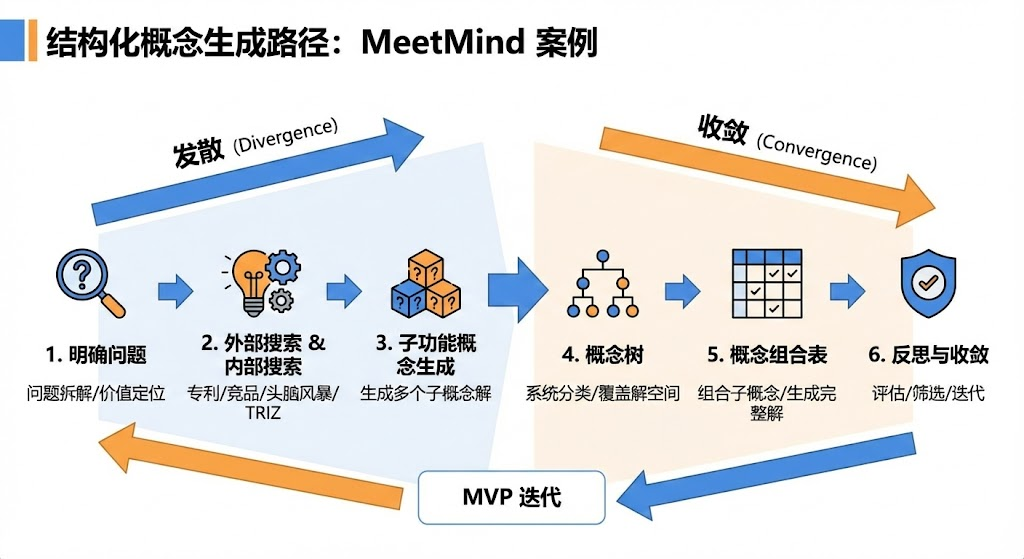 结构化概念生成路径：MeetMind 案例
发散 (Divergence)
收敛 (Convergence)
?
? ? ? ? ? ?
1. 明确问题
问题拆解/价值定位
2. 外部搜索 &
内部搜索
专利/竞品/头脑风暴/
TRIZ
3. 子功能概
念生成
生成多个子概念解
4. 概念树
系统分类/覆盖解空间
5. 概念组合表
组合子概念/生成完
整解
6. 反思与收敛
评估/筛选/迭代
MVP 迭代